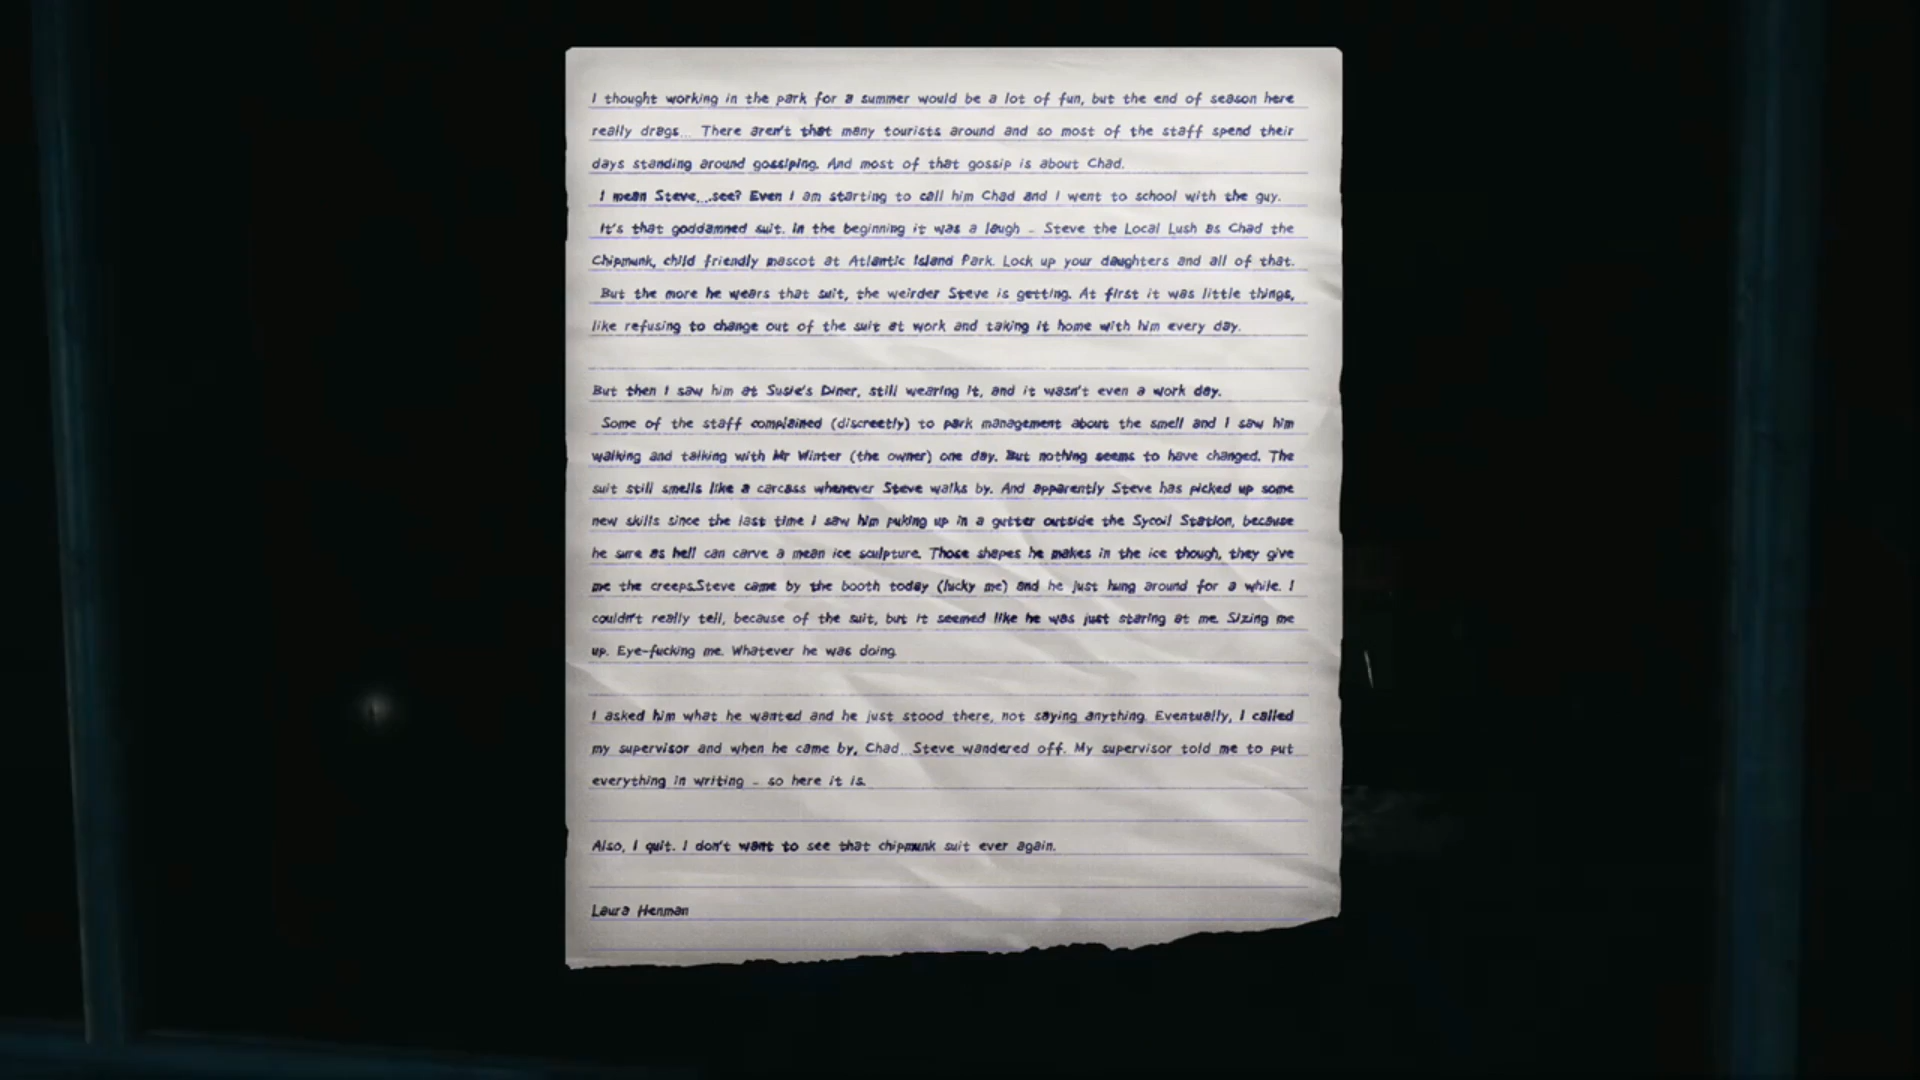 I thought working in the park for a summer would be a lot of fun, but the end of season here
really drags... There aren't that many tourists around and so most of the staff spend their
days standing around gossiping. And most of that gossip is about Chad.
I mean Steve...see? Even I am starting to call him Chad and I went to school with the guy.
It's that goddamned suit. In the beginning it was a laugh - Steve the Local Lush as Chad the
Chipmunk, child friendly mascot at Atlantic Island Park. Lock up your daughters and all of that.
But the more he wears that suit, the weirder Steve is getting. At first it was little things,
like refusing to change out of the suit at work and taking it home with him every day.
But then I saw him at Susie's Diner, still wearing it, and it wasn't even a work day.
Some of the staff complained (discreetly) to park management about the smell and I saw him
walking and talking with Mr Winter (the owner) one day. But nothing seems to have changed. The
suit still smells like a carcass whenever Steve walks by. And apparently Steve has picked up some
new skills since the last time I saw him puking up in a gutter outside the Sycoil Station, because
he sure as hell can carve a mean ice sculpture. Those shapes he makes in the ice though, they give
me the creeps.Steve came by the booth today (lucky me) and he just hung around for a while. I
couldn't really tell, because of the suit, but it seemed like he was just staring at me. Sizing me
up. Eye-fucking me. Whatever he was doing.
I asked him what he wanted and he just stood there, not saying anything. Eventually, I called
my supervisor and when he came by, Chad...Steve wandered off. My supervisor told me to put
everything in writing - so here it is.
Also, I quit. I don't want to see that chipmunk suit ever again.
Laura Henman